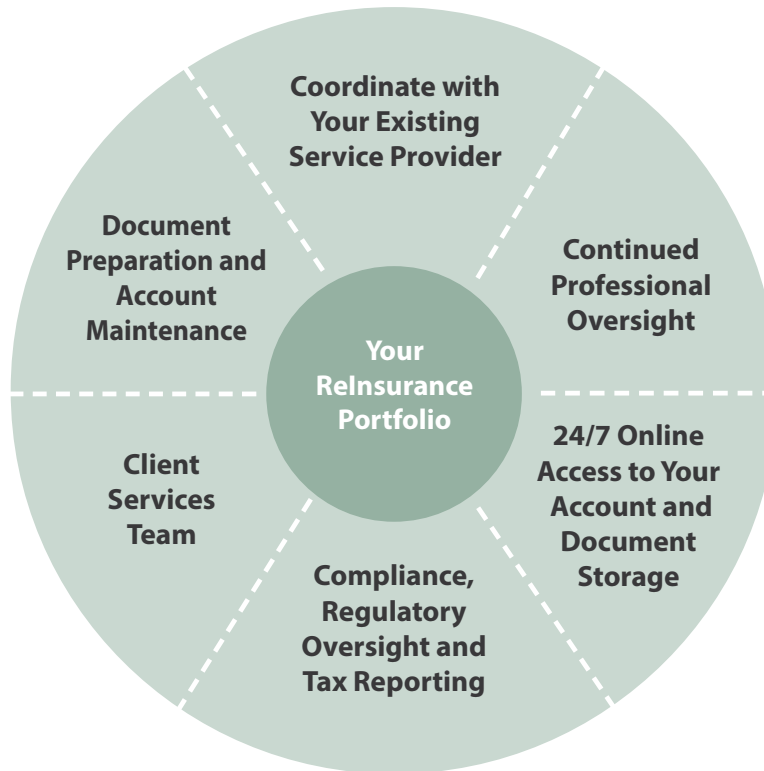 Coordinate with
Your Existing
Service Provider
Continued
Professional
Oversight
24/7 Online
Access to Your
Account and
Document
Storage
Compliance,
Regulatory
Oversight and
Tax Reporting
Client
Services
Team
Document
Preparation and
Account
Maintenance
Your
ReInsurance
Portfolio